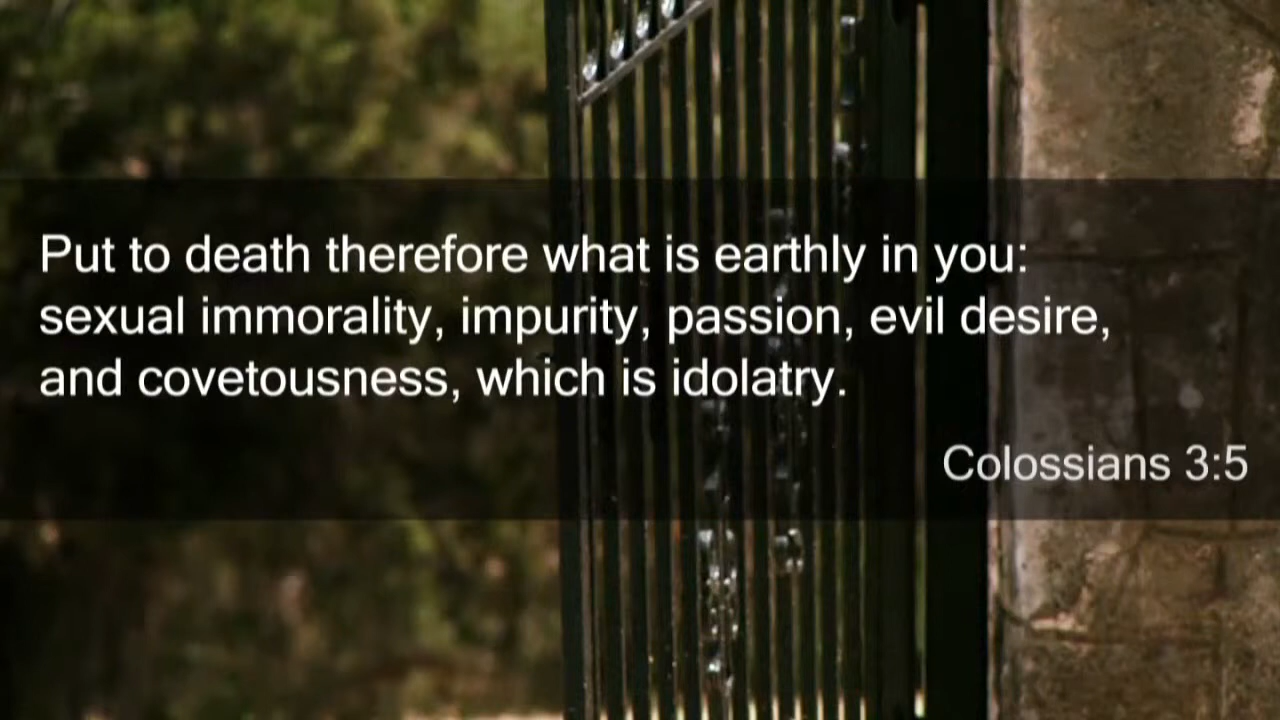 Put to death therefore what is earthly in you:
sexual immorality, impurity, passion, evil desire,
and covetousness, which is idolatry.
Colossians 3:5